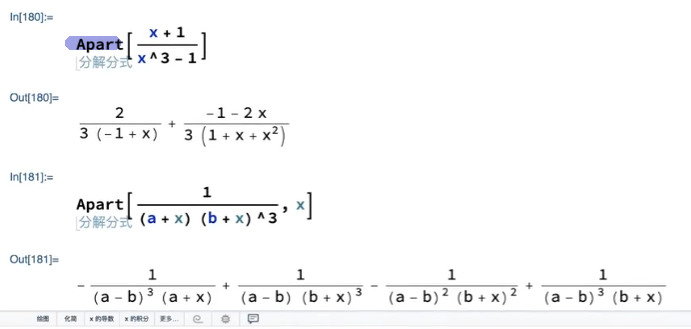 In[180]:=
Apart[(x + 1)/(x^3 - 1)]
分解分式
Out[180]=
2/(3 (-1 + x)) + (-1 - 2 x)/(3 (1 + x + x²))
In[181]:=
Apart[1/((a + x) (b + x)^3), x]
分解分式
Out[181]=
- 1/((a - b)³ (a + x)) + 1/((a - b) (b + x)³) - 1/((a - b)² (b + x)²) + 1/((a - b)³ (b + x))
绘图 化简 x 的导数 x 的积分 更多...